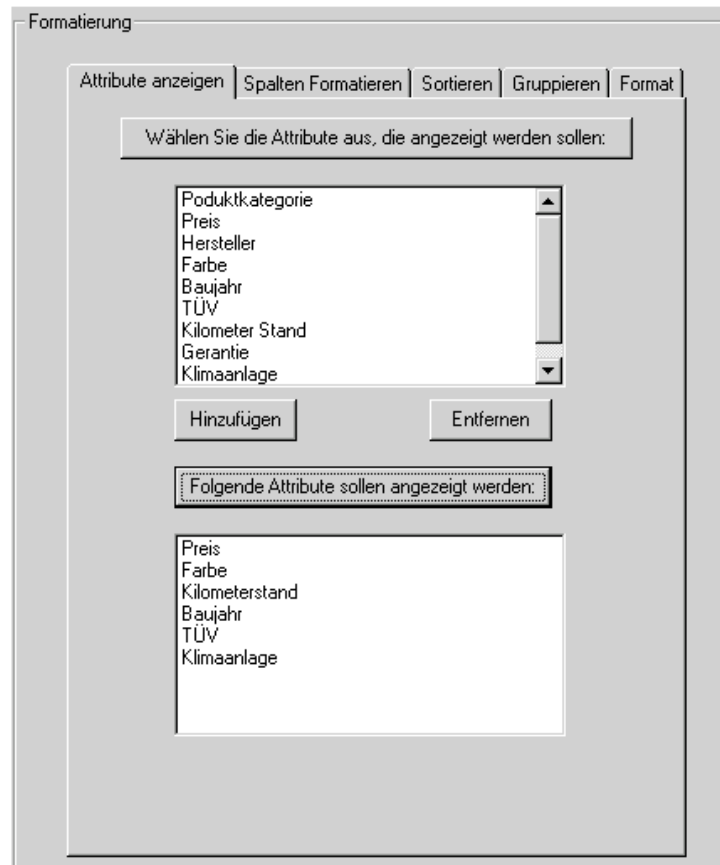 Formatierung
Attribute anzeigen Spalten Formatieren Sortieren Gruppieren Format
Wählen Sie die Attribute aus, die angezeigt werden sollen:
Poduktkategorie
Preis
Hersteller
Farbe
Baujahr
TÜV
Kilometer Stand
Gerantie
Klimaanlage
Hinzufügen Entfernen
Folgende Attribute sollen angezeigt werden:
Preis
Farbe
Kilometerstand
Baujahr
TÜV
Klimaanlage